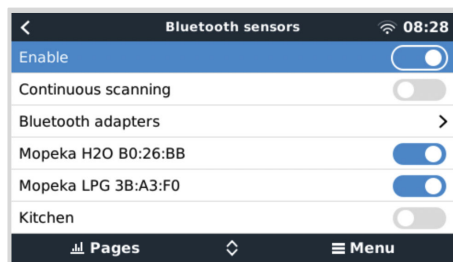 Bluetooth sensors 08:28
Enable
Continuous scanning
Bluetooth adapters
Mopeka H2O B0:26:BB
Mopeka LPG 3B:A3:F0
Kitchen
Pages Menu